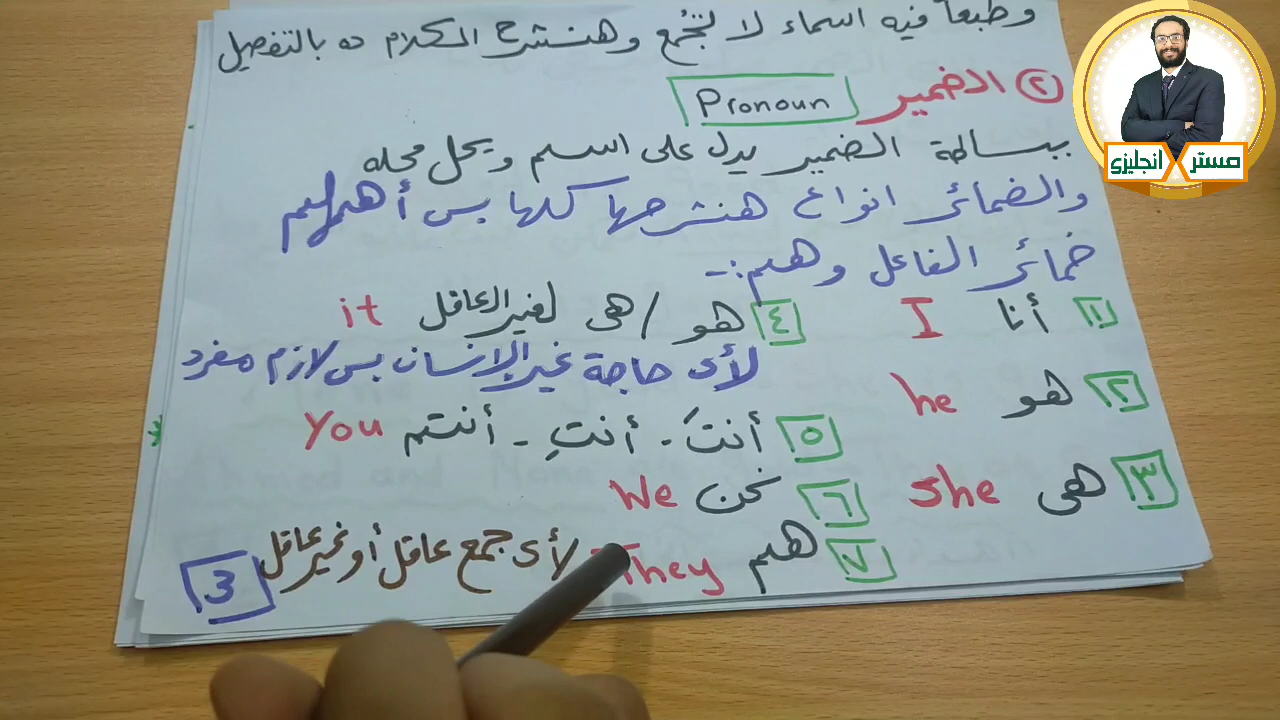 وطبعاً فيه اسماء لا تُجمع وهنشرح الكلام ده بالتفصيل
٢ الضمير Pronoun
ببساطة الضمير يدل على اسم ويحل محله
والضمائر انواع هنشرحها كلها بس أهمهم
ضمائر الفاعل وهم:-
١ أنا I
٢ هو he
٣ هى she
٤ هو / هى لغير العاقل it
لأى حاجة غير الإنسان بس لازم مفرد
٥ أنتَ - أنتِ - أنتم You
٦ نحن We
٧ هم They لأى جمع عاقل أو غير عاقل
3
مستر X انجليزي